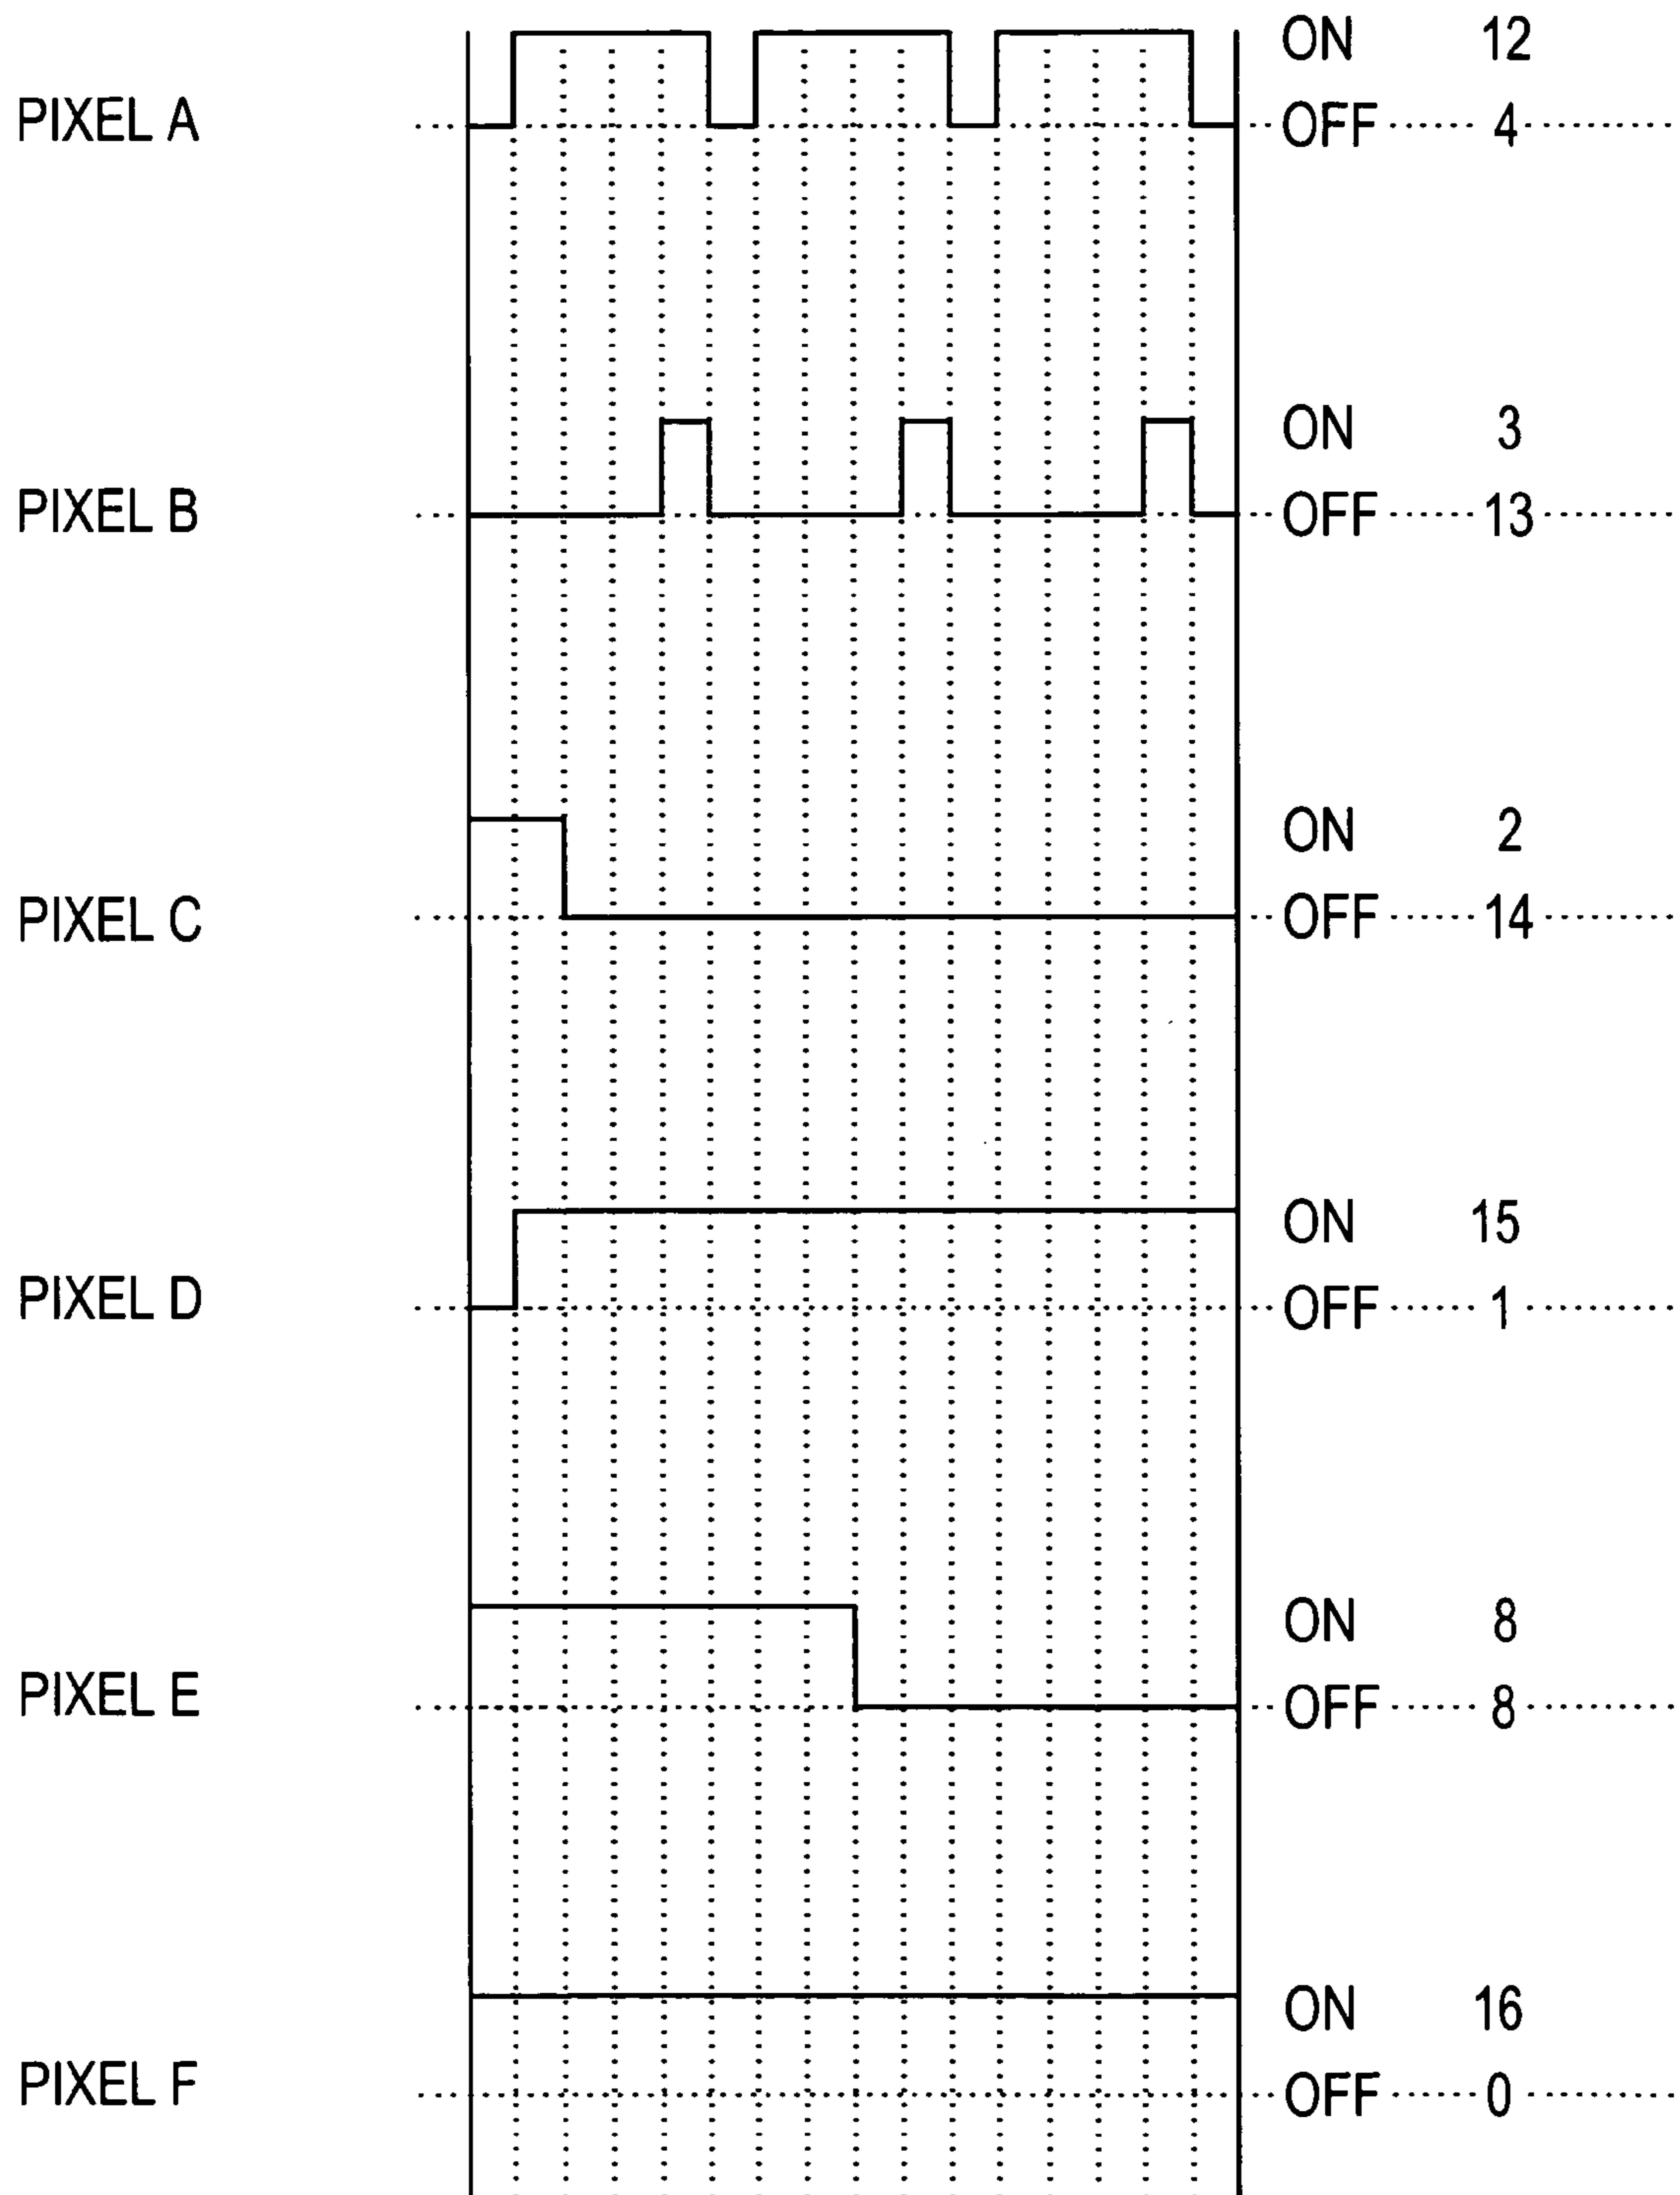 ON 12
PIXEL A OFF 4
ON 3
PIXEL B OFF 13
ON 2
PIXEL C OFF 14
ON 15
PIXEL D OFF 1
ON 8
PIXEL E OFF 8
ON 16
PIXEL F OFF 0